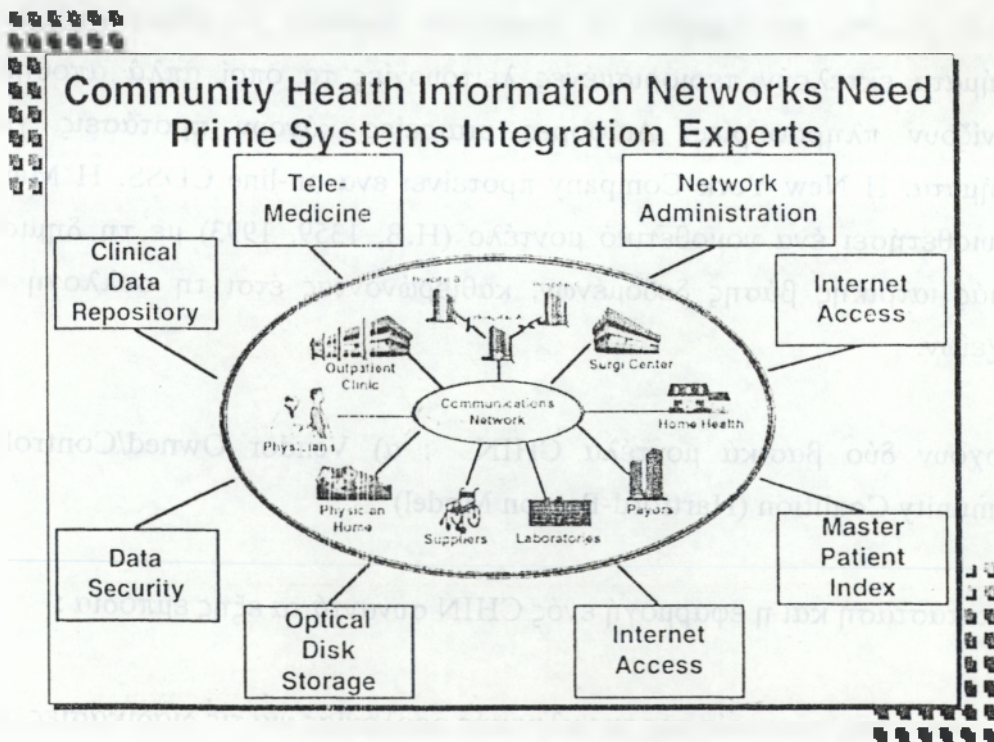 Community Health Information Networks Need
Prime Systems Integration Experts
Tele-
Medicine
Network
Administration
Clinical
Data
Repository
Internet
Access
Outpatient
Clinic
Surgi Center
Communications
Network
Home Health
Physician
Home
Suppliers
Laboratories
Payor
Data
Security
Master
Patient
Index
Optical
Disk
Storage
Internet
Access